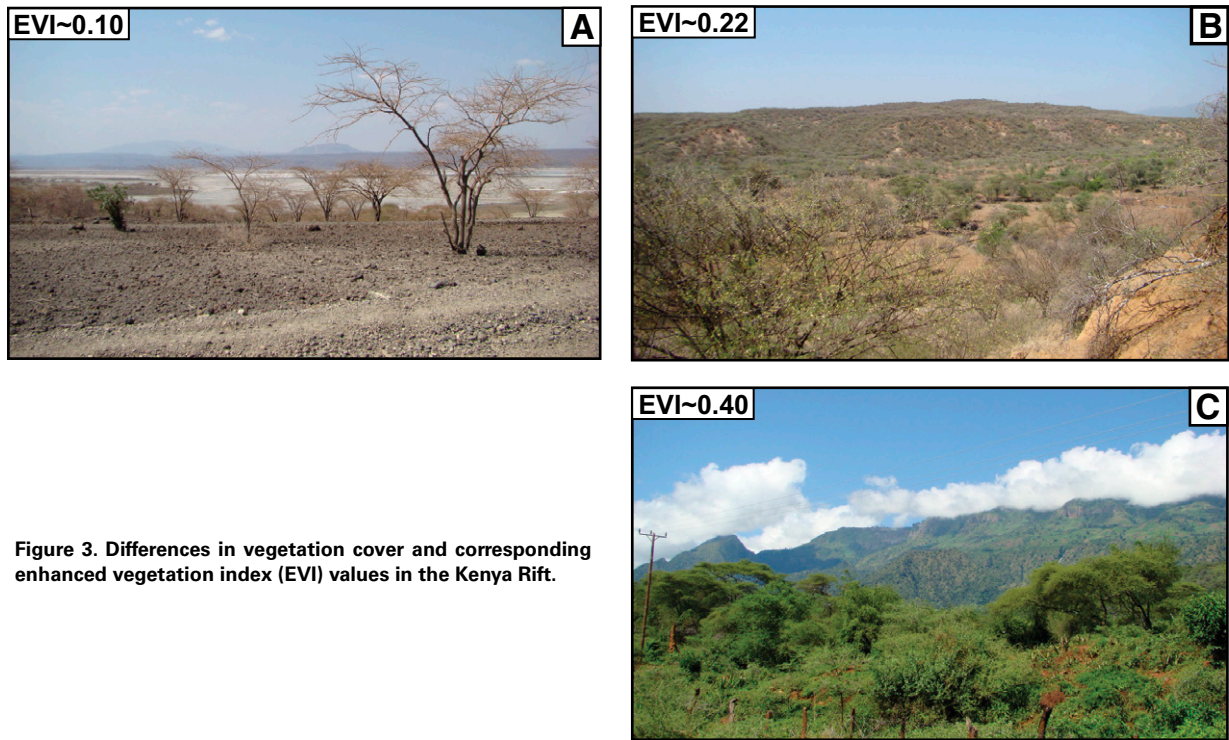 EVI~0.10
A
EVI~0.22
B
EVI~0.40
C
Figure 3. Differences in vegetation cover and corresponding
enhanced vegetation index (EVI) values in the Kenya Rift.